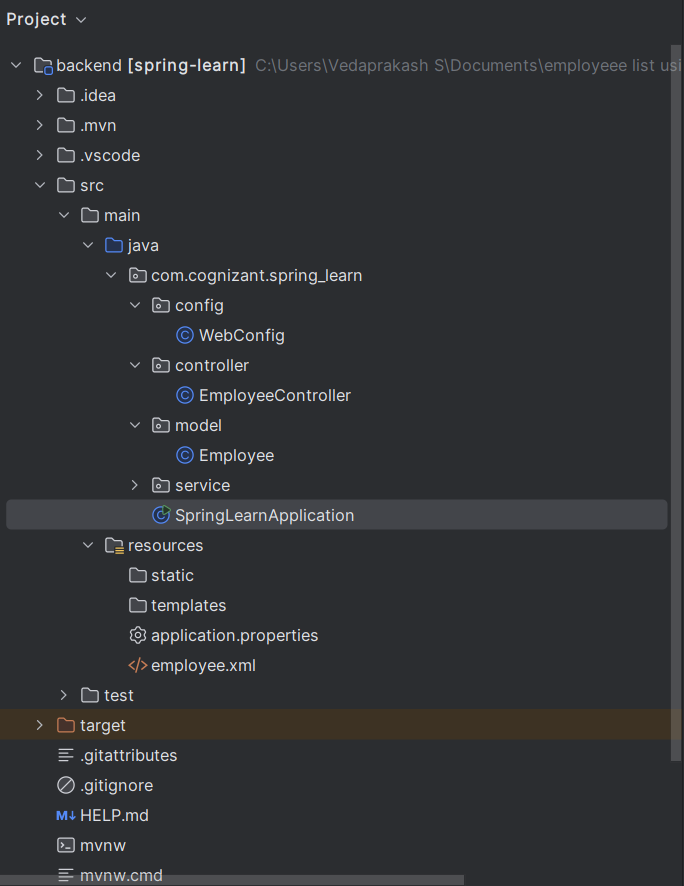 Project
backend [spring-learn] C:\Users\Vedaprakash S\Documents\employeee list usi
.idea
.mvn
.vscode
src
main
java
com.cognizant.spring_learn
config
WebConfig
controller
EmployeeController
model
Employee
service
SpringLearnApplication
resources
static
templates
application.properties
employee.xml
test
target
.gitattributes
.gitignore
HELP.md
mvnw
mvnw.cmd